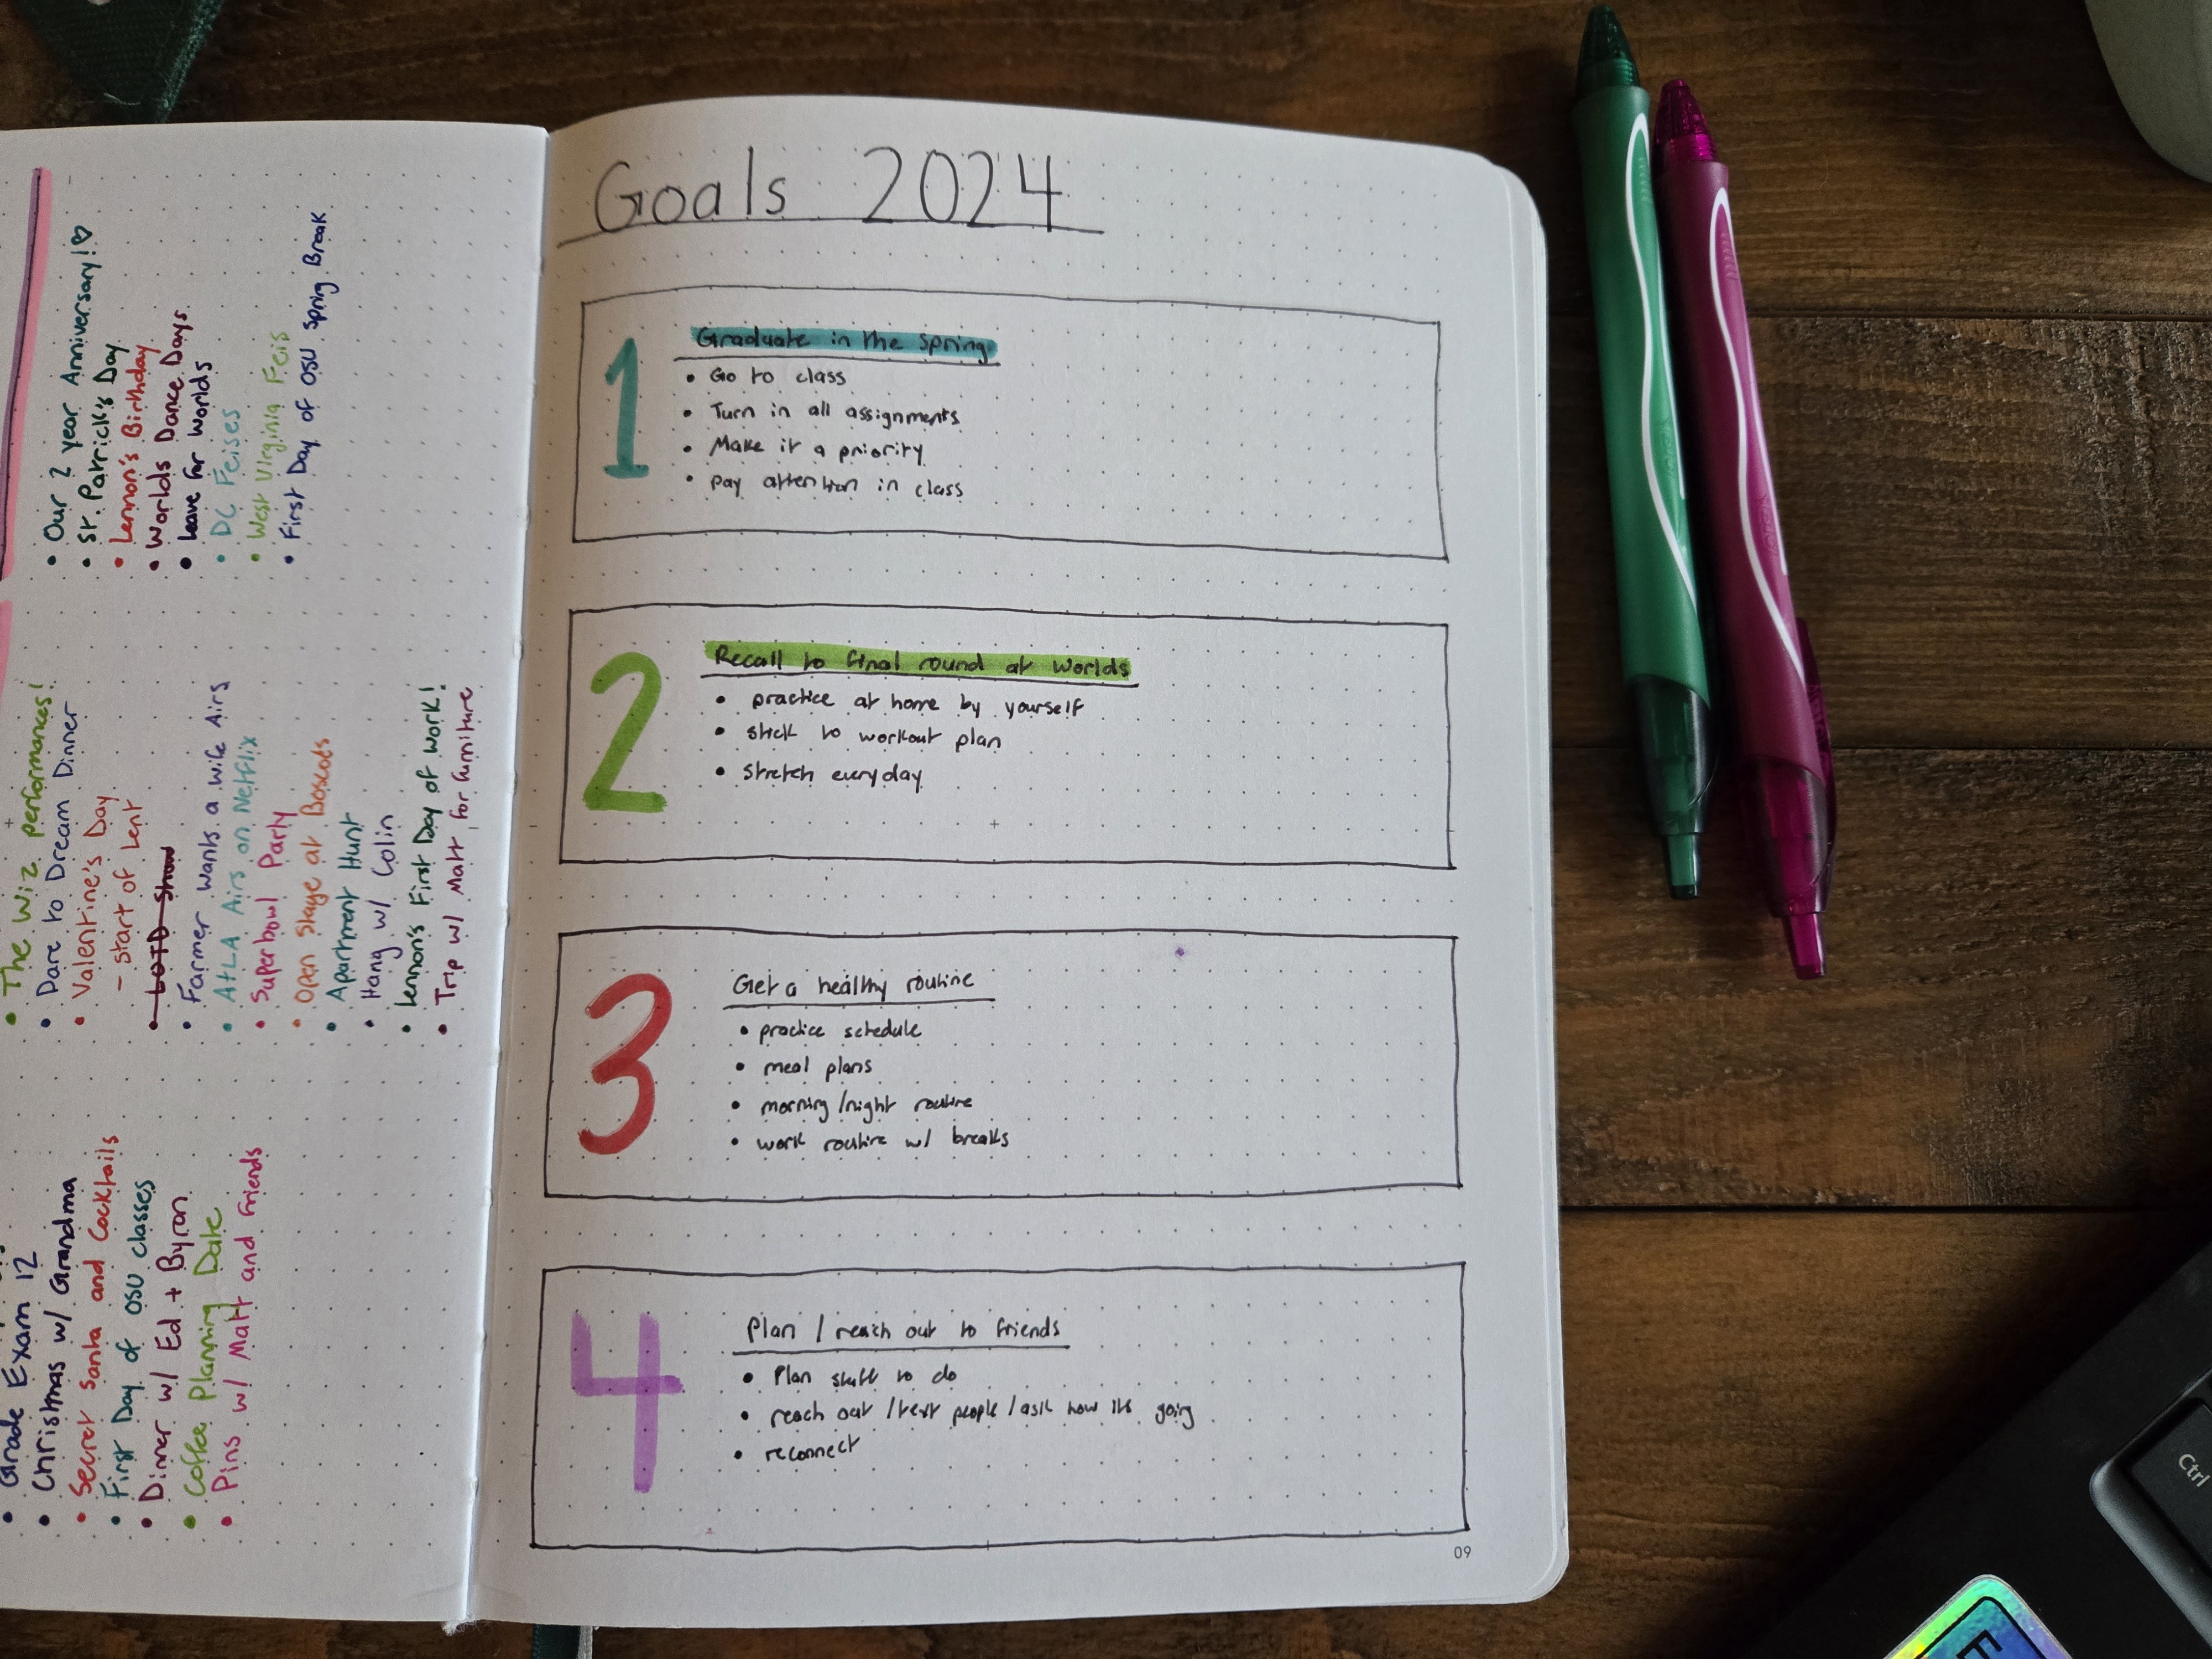 Our 2 year Anniversary!♡
St. Patrick's Day
Lennon's Birthday
Worlds Dance Days
Leave for Worlds
DC Feises
West Virginia Feis
First Day of OSU Spring Break
The Wiz performances!
Dare to Dream Dinner
Valentine's Day
- Start of Lent
LOTD Show
Farmer Wants a Wife Airs
AtLA Airs on Netflix
Superbowl Party
Open Stage at Boscoes
Apartment Hunt
Hang w/ Colin
Lennon's First Day of Work!
Trip w/ Matt for furniture
Grade Exam 12
Christmas w/ Grandma
Secret Santa and Cocktails
First Day of OSU classes
Dinner w/ Ed + Byron
Coffee Planning Date
Pins w/ Matt and Friends
Goals 2024
1
Graduate in the Spring
• Go to class
• Turn in all assignments
• Make it a priority
• pay attention in class
2
Recall to final round at Worlds
• practice at home by yourself
• stick to workout plan
• stretch everyday
3
Get a healthy routine
• practice schedule
• meal plans
• morning/night routine
• work routine w/ breaks
4
Plan / reach out to friends
• Plan stuff to do
• reach out /text people/ask how its going
• reconnect
09
Ctrl